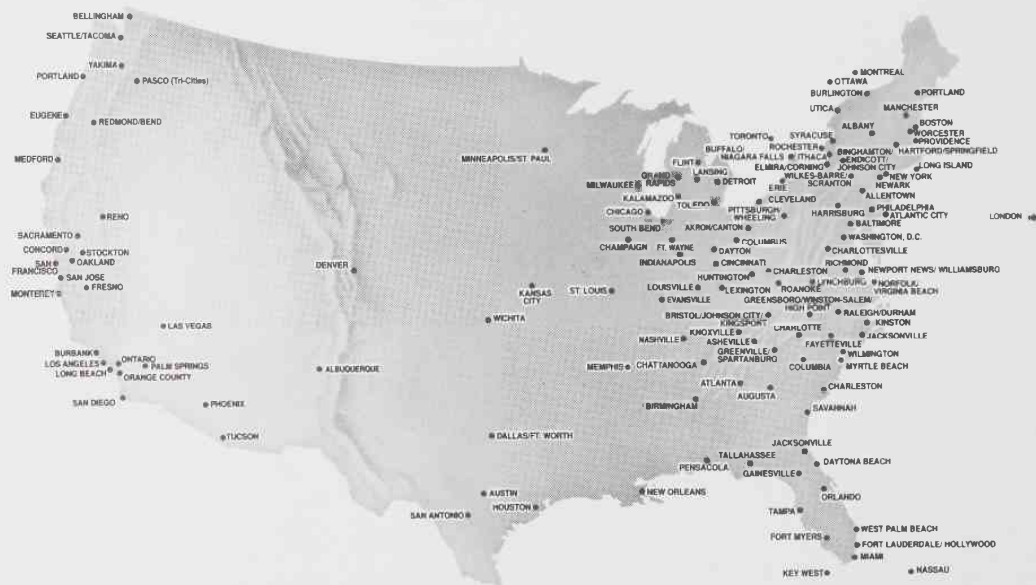 BELLINGHAM
SEATTLE/TACOMA
YAKIMA
PORTLAND
PASCO (Tri-Cities)
EUGENE
REDMOND/BEND
MEDFORD
RENO
SACRAMENTO
CONCORD
STOCKTON
OAKLAND
SAN
FRANCISCO
SAN JOSE
FRESNO
MONTEREY
LAS VEGAS
BURBANK
LOS ANGELES
ONTARIO
PALM SPRINGS
LONG BEACH
ORANGE COUNTY
SAN DIEGO
PHOENIX
TUCSON
DENVER
ALBUQUERQUE
MINNEAPOLIS/ST. PAUL
KANSAS
CITY
WICHITA
DALLAS/FT. WORTH
AUSTIN
HOUSTON
SAN ANTONIO
NEW ORLEANS
ST. LOUIS
MEMPHIS
NASHVILLE
MILWAUKEE
GRAND
RAPIDS
FLINT
LANSING
DETROIT
KALAMAZOO
TOLEDO
CHICAGO
SOUTH BEND
CHAMPAIGN
FT. WAYNE
INDIANAPOLIS
AKRON/CANTON
COLUMBUS
DAYTON
CINCINNATI
HUNTINGTON
CHARLESTON
LOUISVILLE
LEXINGTON
EVANSVILLE
ROANOKE
LYNCHBURG
GREENSBORO/WINSTON-SALEM/
HIGH POINT
BRISTOL/JOHNSON CITY/
KINGSPORT
KNOXVILLE
ASHEVILLE
CHARLOTTE
GREENVILLE/
SPARTANBURG
CHATTANOOGA
COLUMBIA
ATLANTA
AUGUSTA
BIRMINGHAM
MONTREAL
OTTAWA
BURLINGTON
PORTLAND
UTICA
MANCHESTER
ALBANY
BOSTON
WORCESTER
PROVIDENCE
HARTFORD/SPRINGFIELD
TORONTO
SYRACUSE
BUFFALO
NIAGARA FALLS
ROCHESTER
ITHACA
BINGHAMTON/
ENDICOTT/
JOHNSON CITY
ELMIRA/CORNING
LONG ISLAND
WILKES-BARRE/
SCRANTON
NEW YORK
NEWARK
ERIE
ALLENTOWN
CLEVELAND
PITTSBURGH
WHEELING
HARRISBURG
PHILADELPHIA
ATLANTIC CITY
BALTIMORE
LONDON
WASHINGTON, D.C.
CHARLOTTESVILLE
RICHMOND
NEWPORT NEWS/ WILLIAMSBURG
NORFOLK/
VIRGINIA BEACH
RALEIGH/DURHAM
KINSTON
JACKSONVILLE
FAYETTEVILLE
WILMINGTON
MYRTLE BEACH
CHARLESTON
SAVANNAH
JACKSONVILLE
TALLAHASSEE
PENSACOLA
GAINESVILLE
DAYTONA BEACH
ORLANDO
TAMPA
WEST PALM BEACH
FORT MYERS
FORT LAUDERDALE/ HOLLYWOOD
MIAMI
KEY WEST
NASSAU